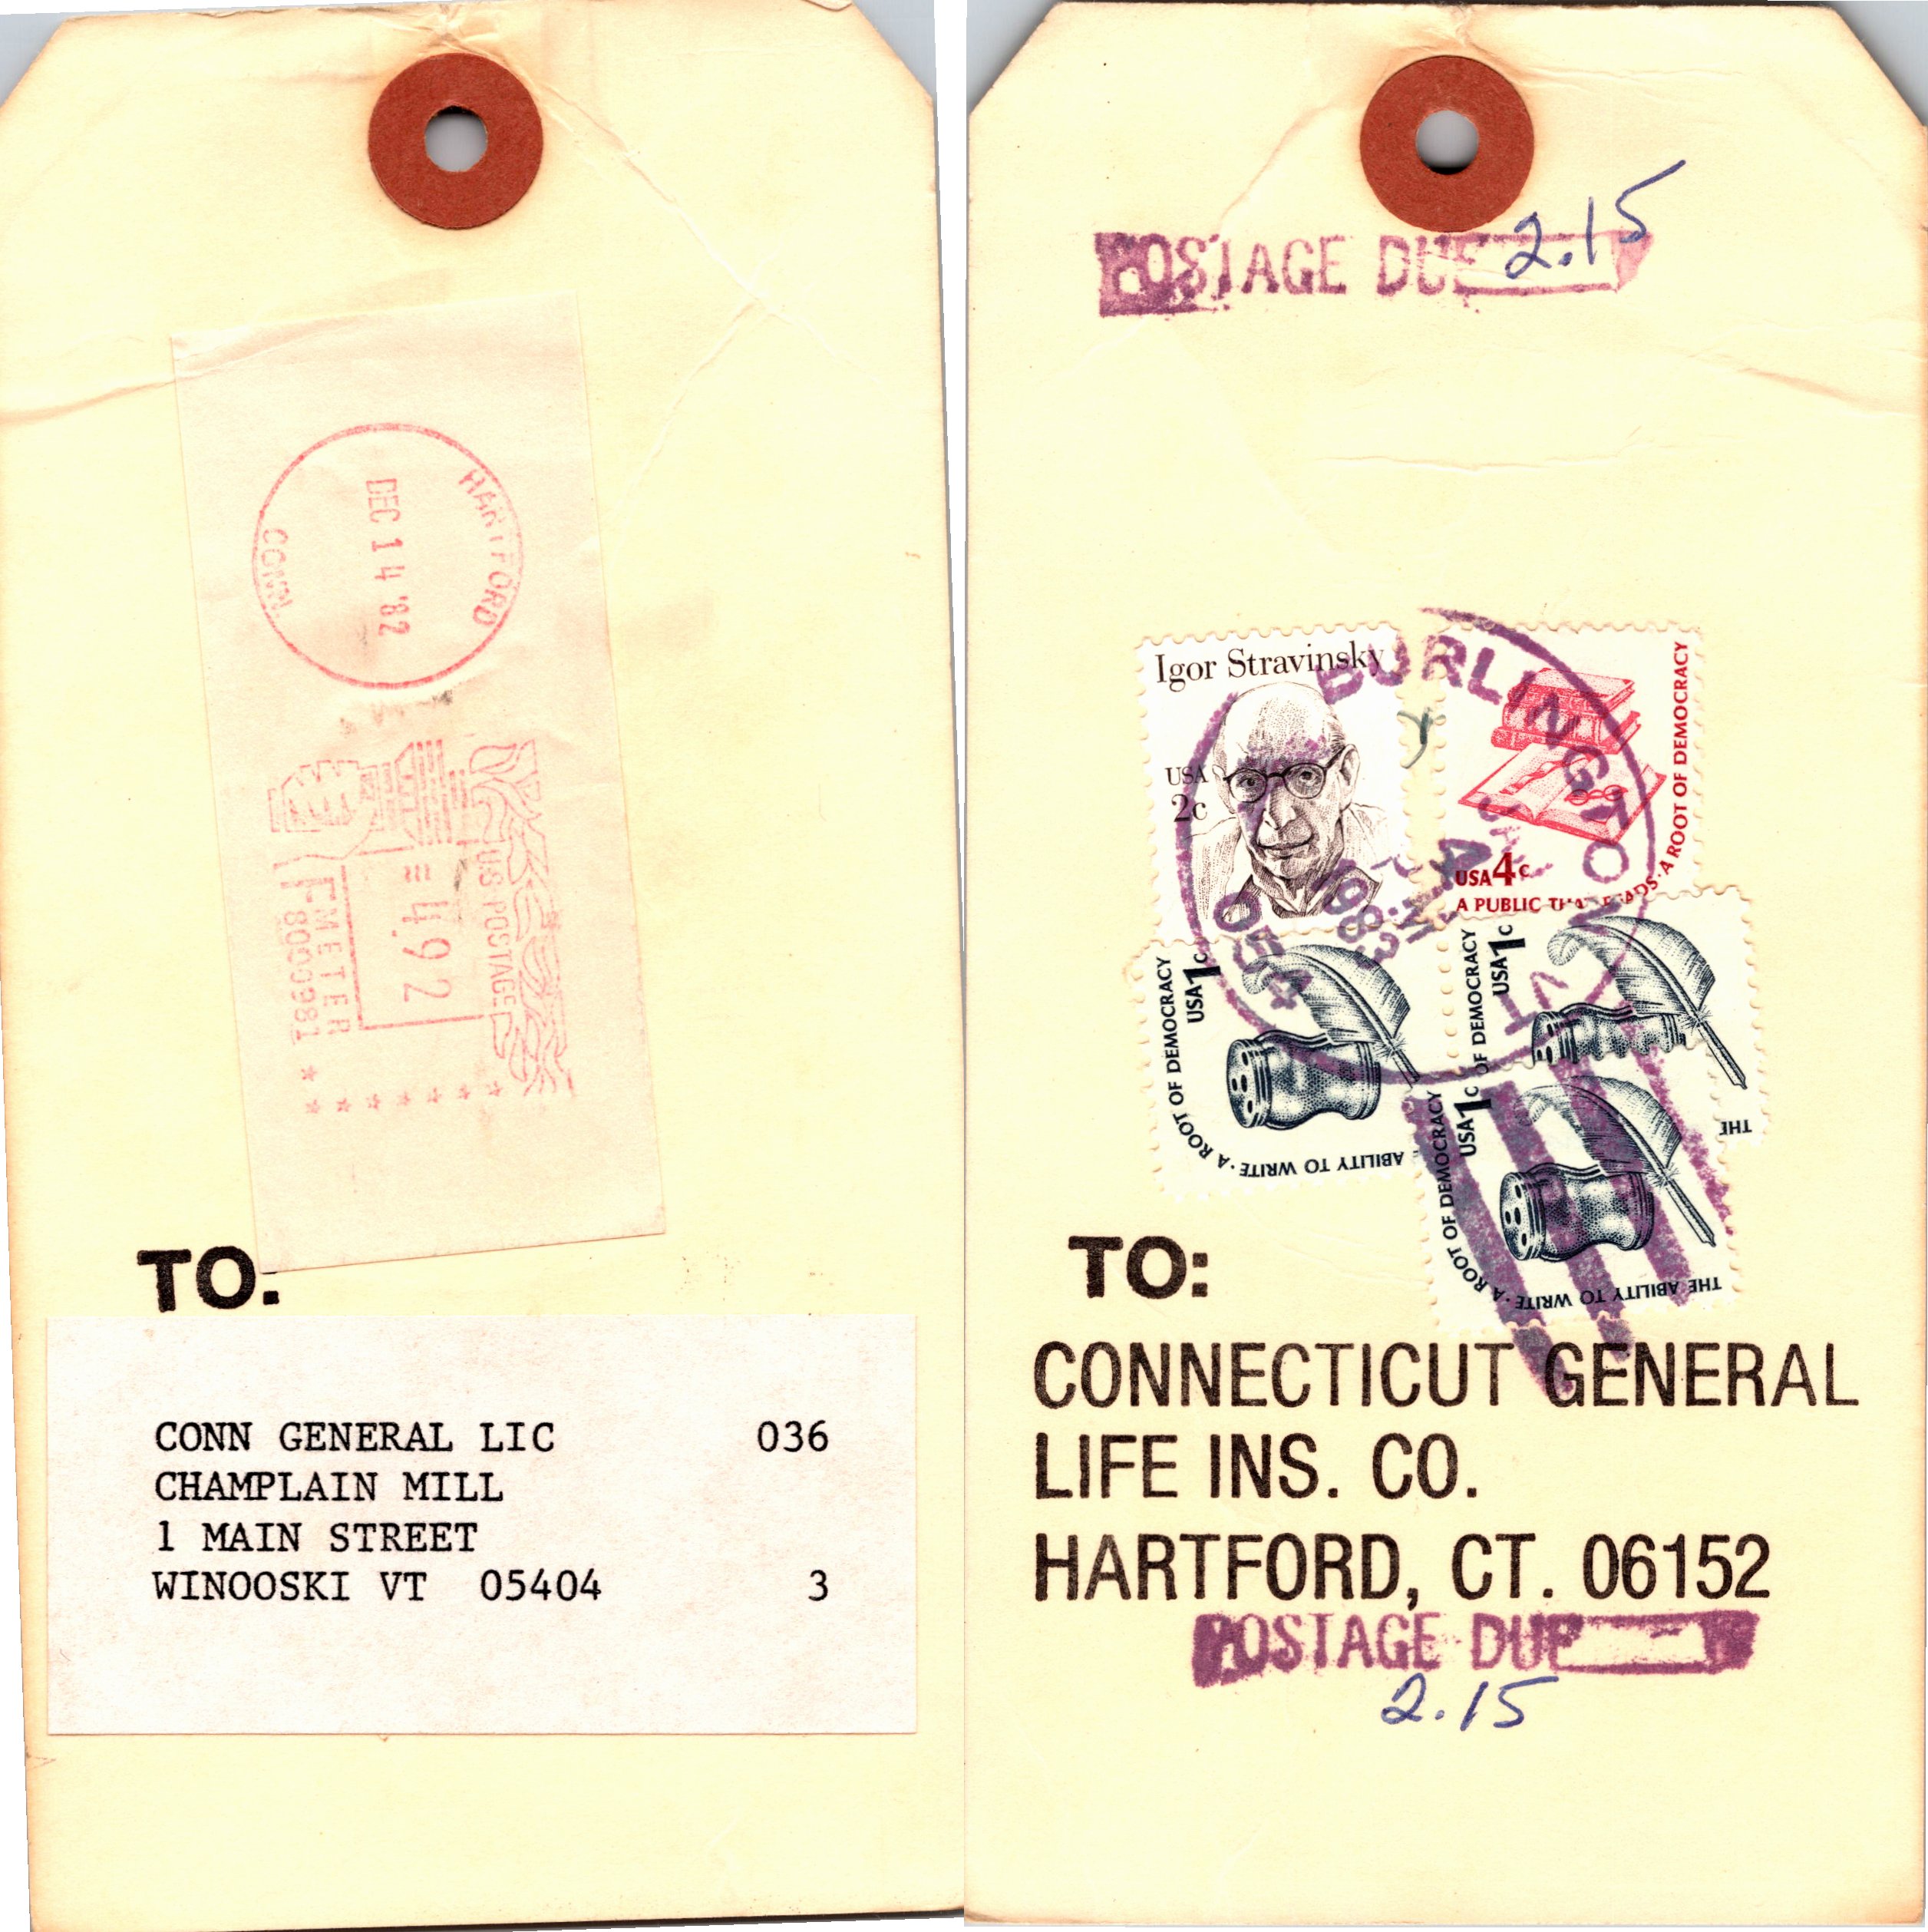 HARTFORD
DEC 14 '82
CONN
US POSTAGE
≡ 4.92
METER
8000981
TO:
CONN GENERAL LIC 036
CHAMPLAIN MILL
1 MAIN STREET
WINOOSKI VT 05404 3
POSTAGE DUE 2.15
Igor Stravinsky
USA
2c
A ROOT OF DEMOCRACY
USA 4c
A PUBLIC THAT READS
BURLINGTON
AM
1983
VT
054
USA 1c
THE ABILITY TO WRITE · A ROOT OF DEMOCRACY
USA 1c
OF DEMOCRACY
THE
USA 1c
THE ABILITY TO WRITE · A ROOT OF DEMOCRACY
TO:
CONNECTICUT GENERAL
LIFE INS. CO.
HARTFORD, CT. 06152
POSTAGE DUE
2.15